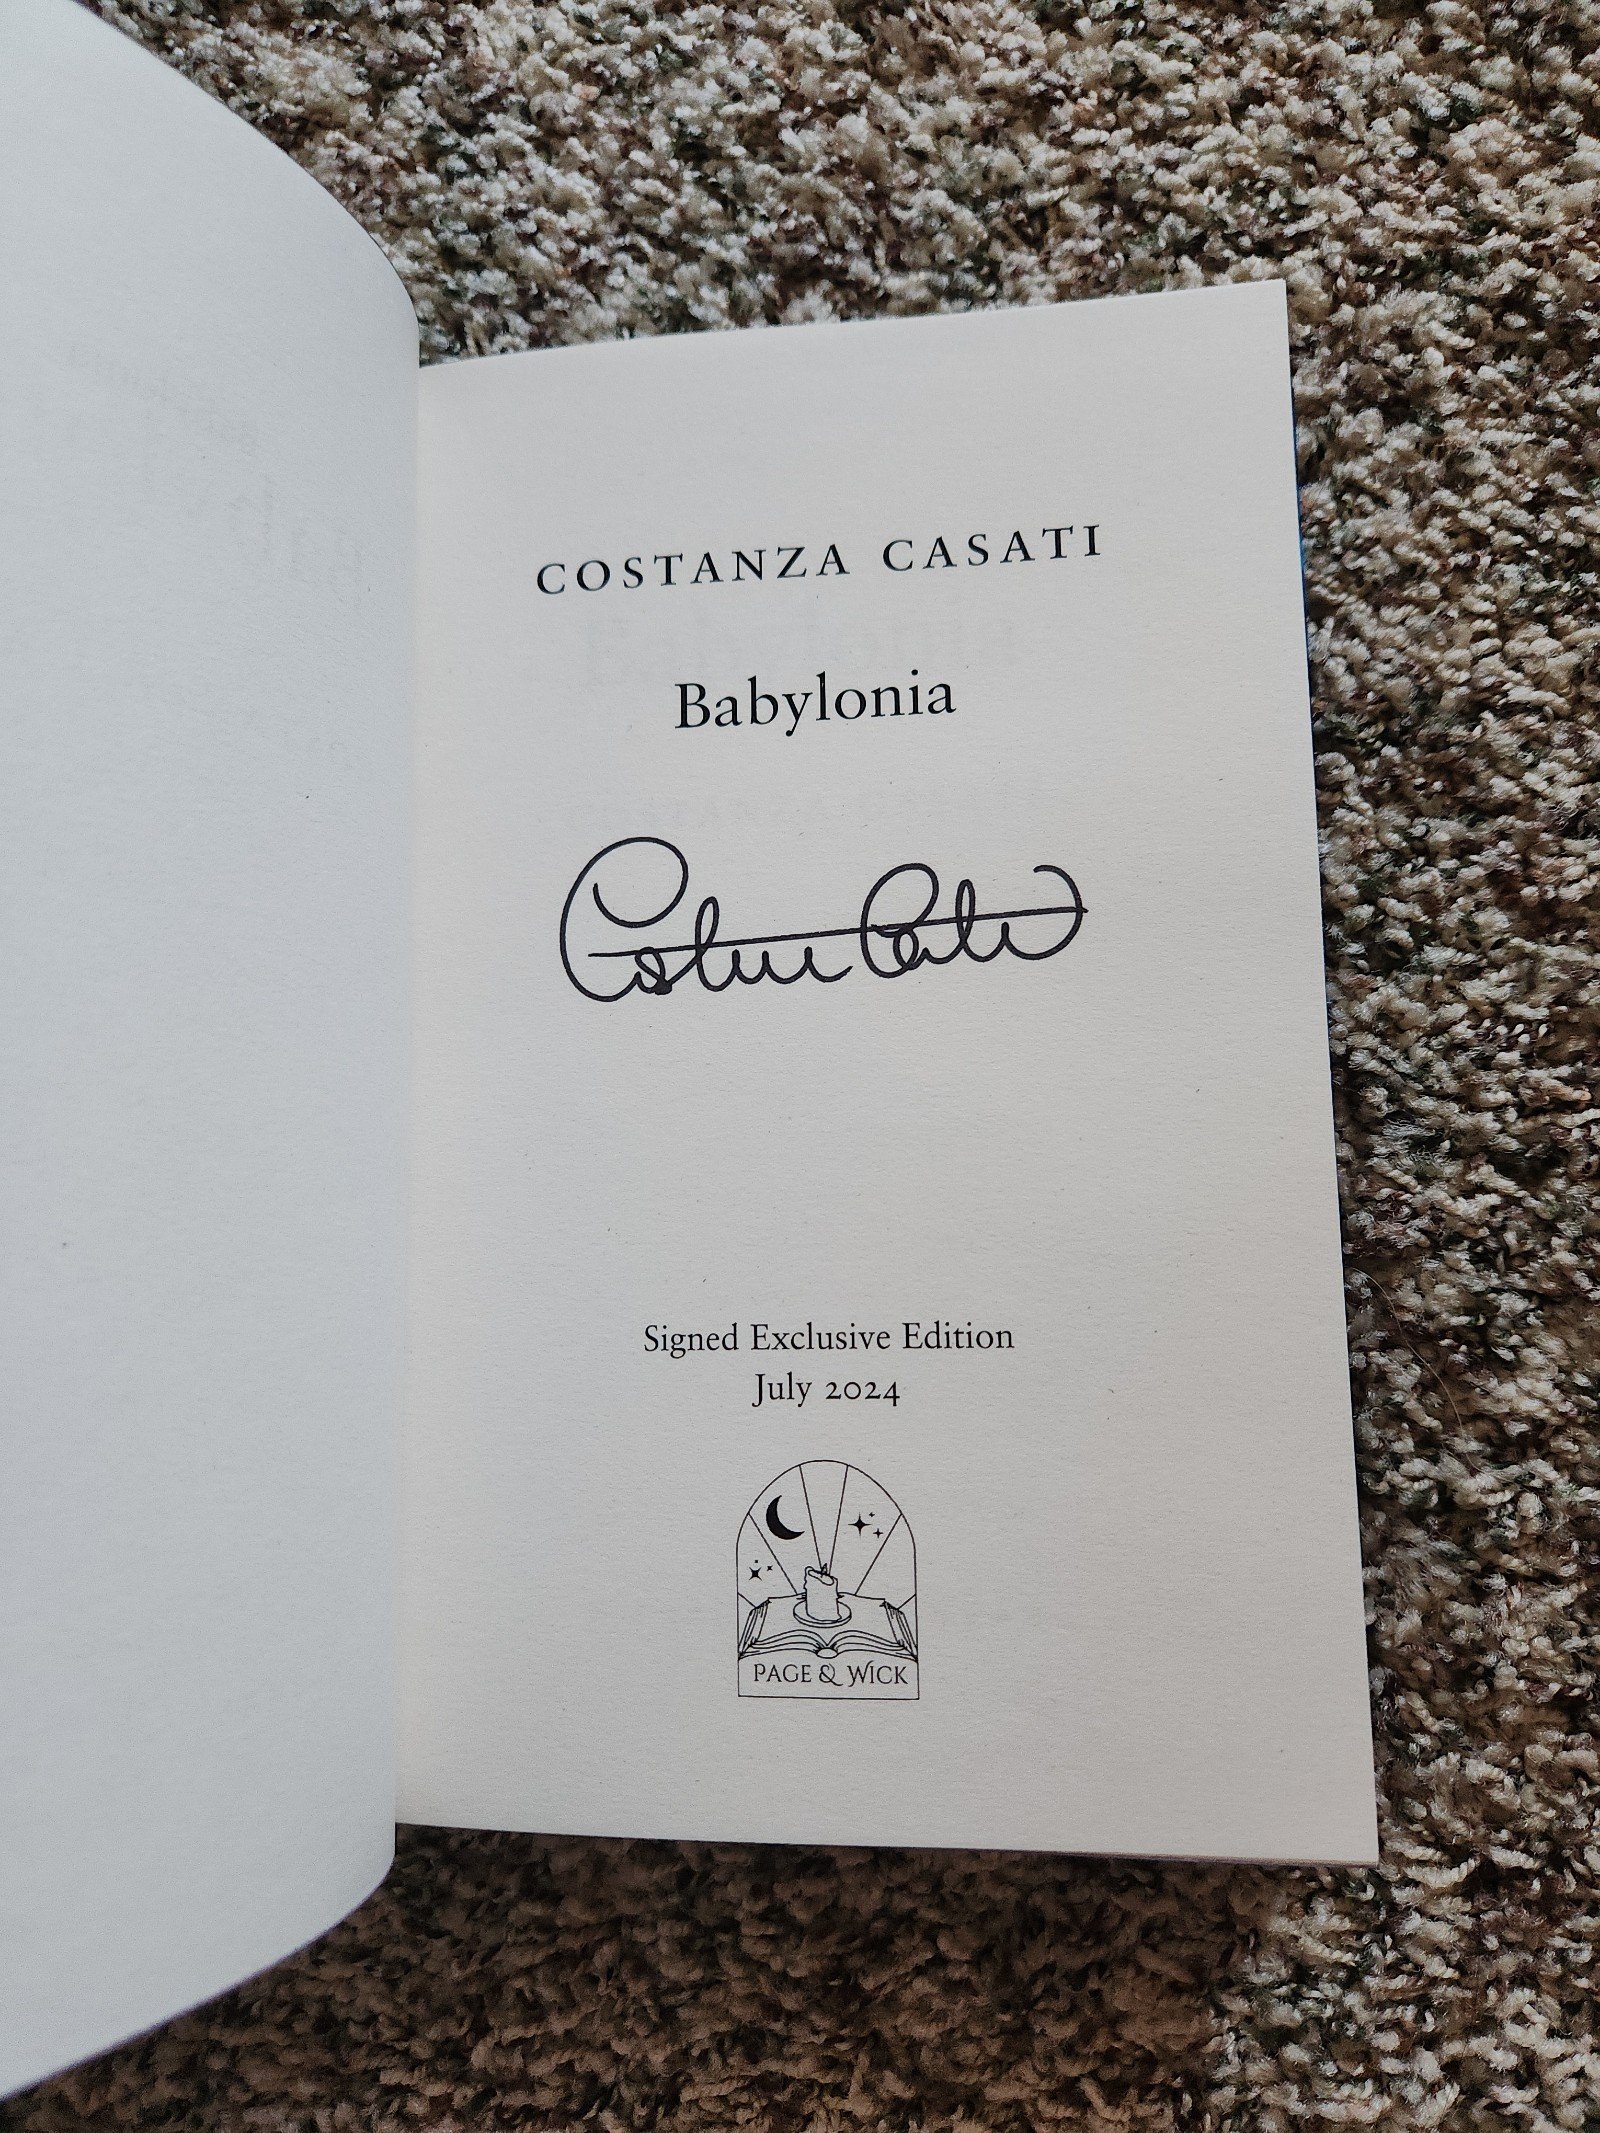 COSTANZA CASATI
Babylonia
Signed Exclusive Edition
July 2024
PAGE & WICK